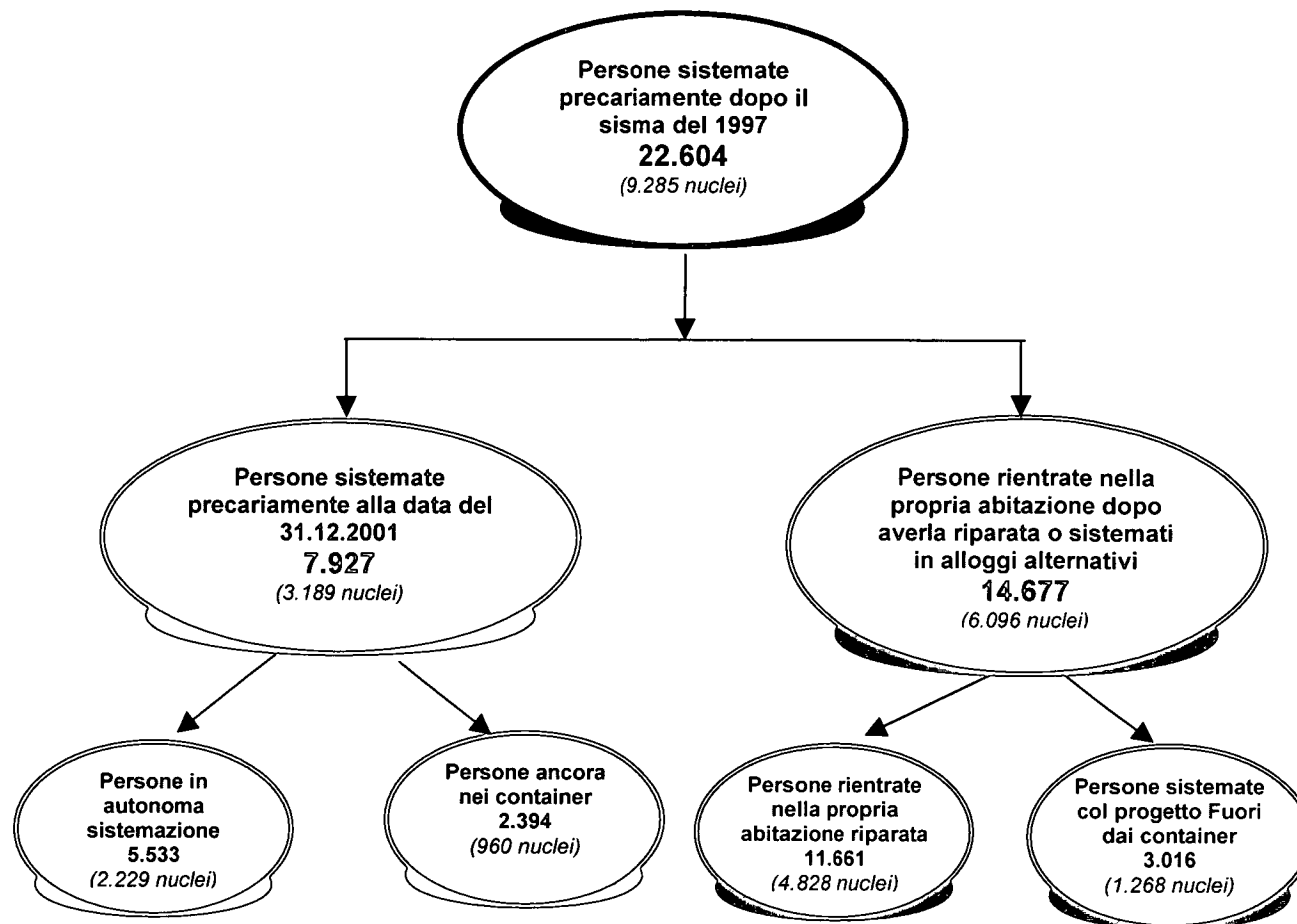 Persone sistemate
precariamente dopo il
sisma del 1997
22.604
(9.285 nuclei)
Persone sistemate
precariamente alla data del
31.12.2001
7.927
(3.189 nuclei)
Persone rientrate nella
propria abitazione dopo
averla riparata o sistemati
in alloggi alternativi
14.677
(6.096 nuclei)
Persone in
autonoma
sistemazione
5.533
(2.229 nuclei)
Persone ancora
nei container
2.394
(960 nuclei)
Persone rientrate
nella propria
abitazione riparata
11.661
(4.828 nuclei)
Persone sistemate
col progetto Fuori
dai container
3.016
(1.268 nuclei)